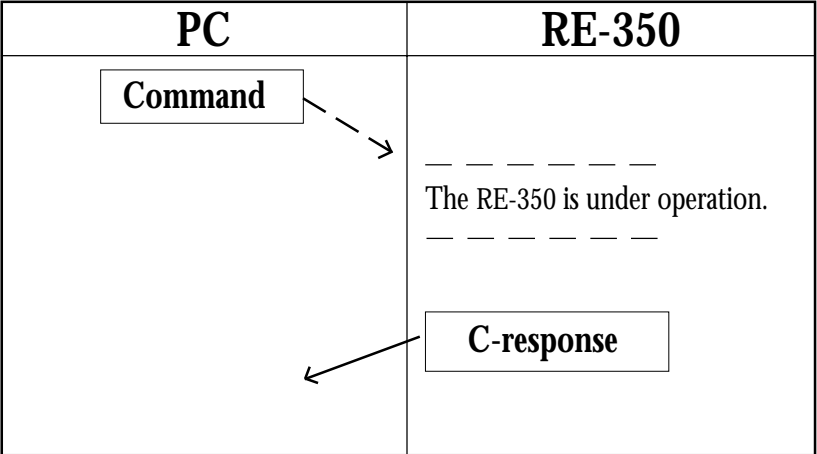 PC
RE-350
Command
The RE-350 is under operation.
C-response